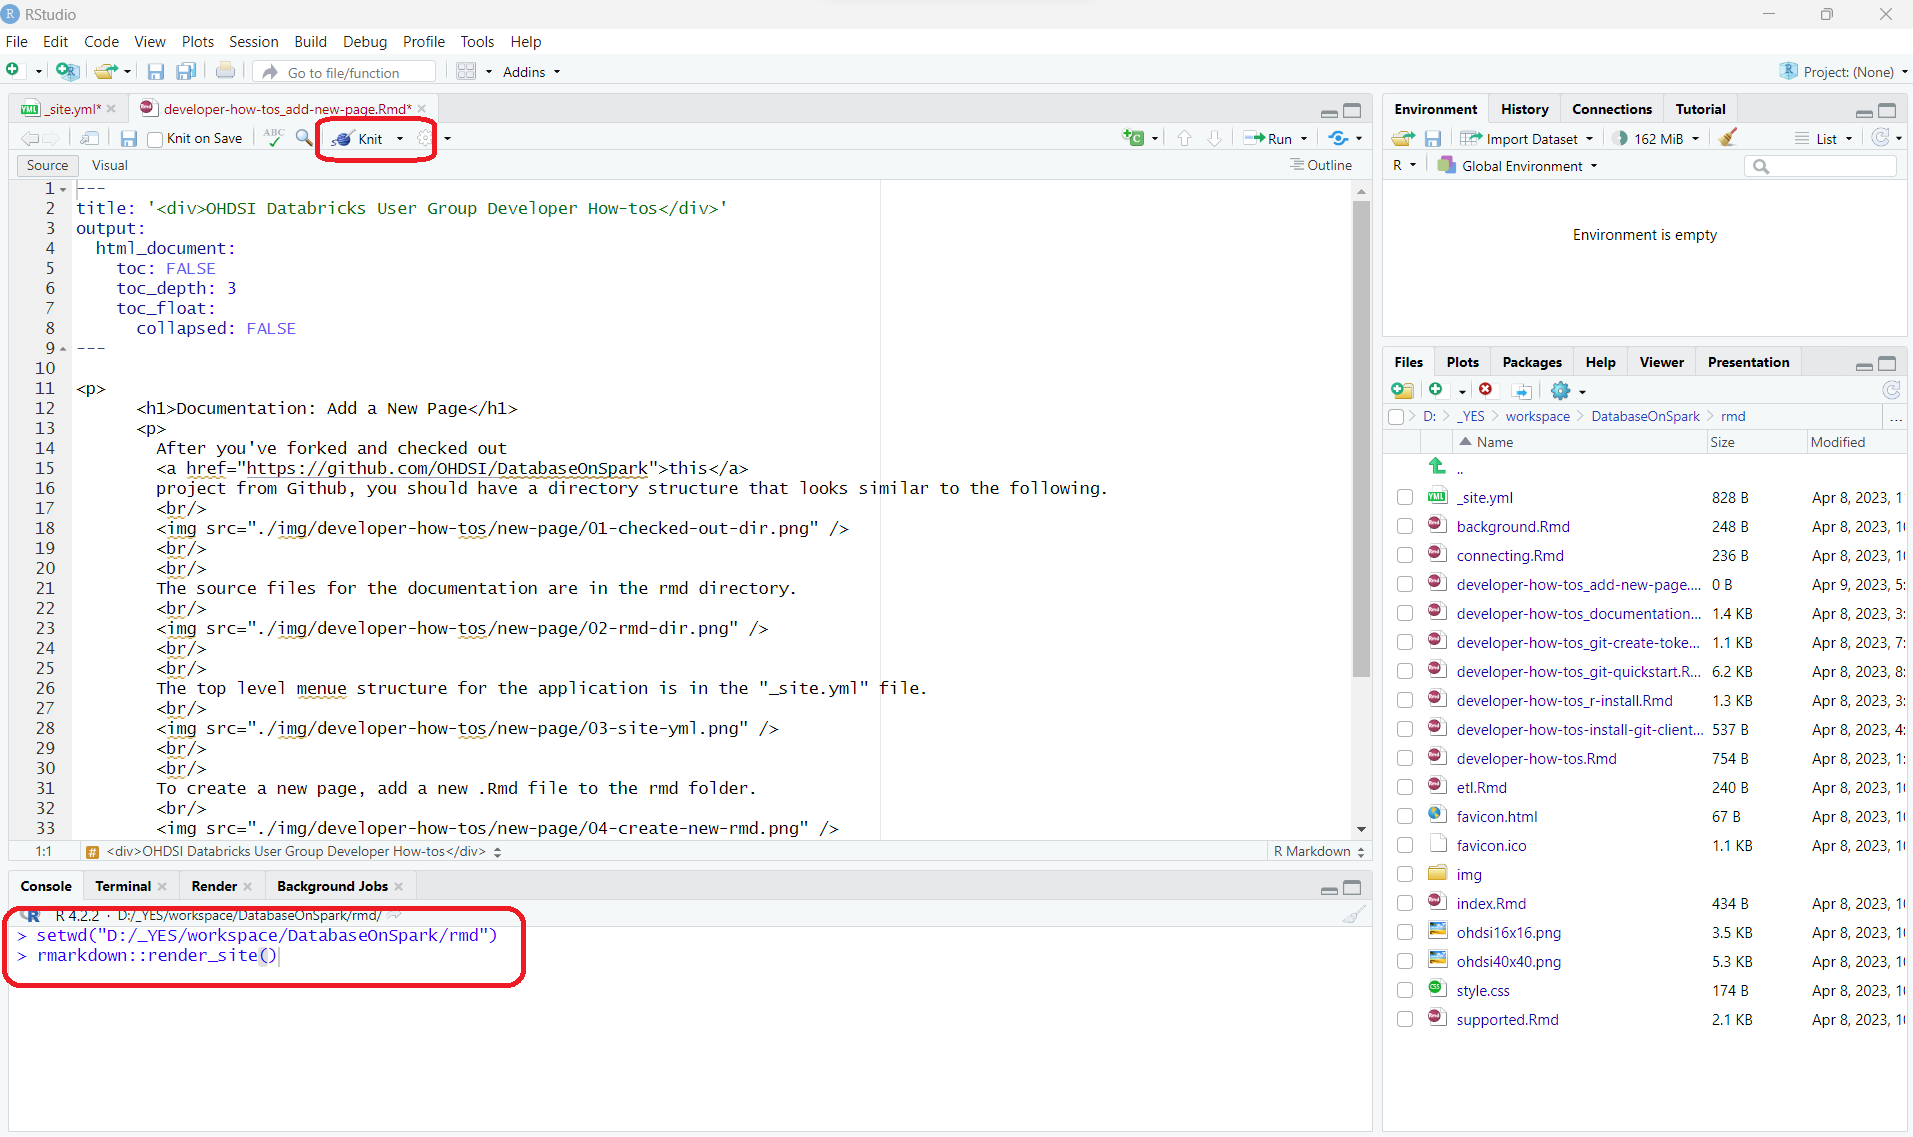 RStudio
File Edit Code View Plots Session Build Debug Profile Tools Help
Go to file/function Addins Project: (None)
_site.yml* developer-how-tos_add-new-page.Rmd*
Knit on Save ABC Knit Run
Source Visual Outline
1 ---
2 title: '<div>OHDSI Databricks User Group Developer How-tos</div>'
3 output:
4 html_document:
5 toc: FALSE
6 toc_depth: 3
7 toc_float:
8 collapsed: FALSE
9 ---
10
11 <p>
12 <h1>Documentation: Add a New Page</h1>
13 <p>
14 After you've forked and checked out
15 <a href="https://github.com/OHDSI/DatabaseOnSpark">this</a>
16 project from Github, you should have a directory structure that looks similar to the following.
17 <br/>
18 <img src="./img/developer-how-tos/new-page/01-checked-out-dir.png" />
19 <br/>
20 <br/>
21 The source files for the documentation are in the rmd directory.
22 <br/>
23 <img src="./img/developer-how-tos/new-page/02-rmd-dir.png" />
24 <br/>
25 <br/>
26 The top level menue structure for the application is in the "_site.yml" file.
27 <br/>
28 <img src="./img/developer-how-tos/new-page/03-site-yml.png" />
29 <br/>
30 <br/>
31 To create a new page, add a new .Rmd file to the rmd folder.
32 <br/>
33 <img src="./img/developer-how-tos/new-page/04-create-new-rmd.png" />
1:1 # <div>OHDSI Databricks User Group Developer How-tos</div> R Markdown
Console Terminal Render Background Jobs
R 4.2.2 · D:/_YES/workspace/DatabaseOnSpark/rmd/
> setwd("D:/_YES/workspace/DatabaseOnSpark/rmd")
> rmarkdown::render_site()
Environment History Connections Tutorial
Import Dataset 162 MiB List
R Global Environment
Environment is empty
Files Plots Packages Help Viewer Presentation
D: > _YES > workspace > DatabaseOnSpark > rmd ...
Name Size Modified
..
_site.yml 828 B Apr 8, 2023, 1
background.Rmd 248 B Apr 8, 2023, 1
connecting.Rmd 236 B Apr 8, 2023, 1
developer-how-tos_add-new-page.... 0 B Apr 9, 2023, 5:
developer-how-tos_documentation... 1.4 KB Apr 8, 2023, 3:
developer-how-tos_git-create-toke... 1.1 KB Apr 8, 2023, 7:
developer-how-tos_git-quickstart.R... 6.2 KB Apr 8, 2023, 8:
developer-how-tos_r-install.Rmd 1.3 KB Apr 8, 2023, 3:
developer-how-tos-install-git-client... 537 B Apr 8, 2023, 4:
developer-how-tos.Rmd 754 B Apr 8, 2023, 1:
etl.Rmd 240 B Apr 8, 2023, 1
favicon.html 67 B Apr 8, 2023, 1
favicon.ico 1.1 KB Apr 8, 2023, 1
img
index.Rmd 434 B Apr 8, 2023, 1
ohdsi16x16.png 3.5 KB Apr 8, 2023, 1
ohdsi40x40.png 5.3 KB Apr 8, 2023, 1
style.css 174 B Apr 8, 2023, 1
supported.Rmd 2.1 KB Apr 8, 2023, 1